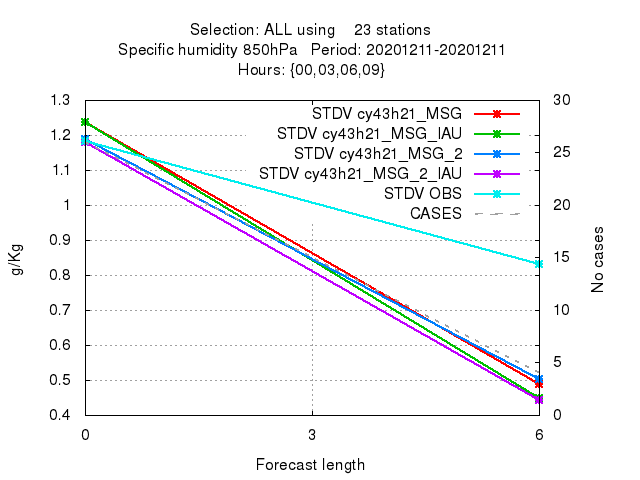 Selection: ALL using 23 stations
Specific humidity 850hPa Period: 20201211-20201211
Hours: {00,03,06,09}
1.3
1.2
1.1
1
0.9
0.8
0.7
0.6
0.5
0.4
g/Kg
STDV cy43h21_MSG
STDV cy43h21_MSG_IAU
STDV cy43h21_MSG_2
STDV cy43h21_MSG_2_IAU
STDV OBS
CASES
30
25
20
15
10
5
0
No cases
0 3 6
Forecast length